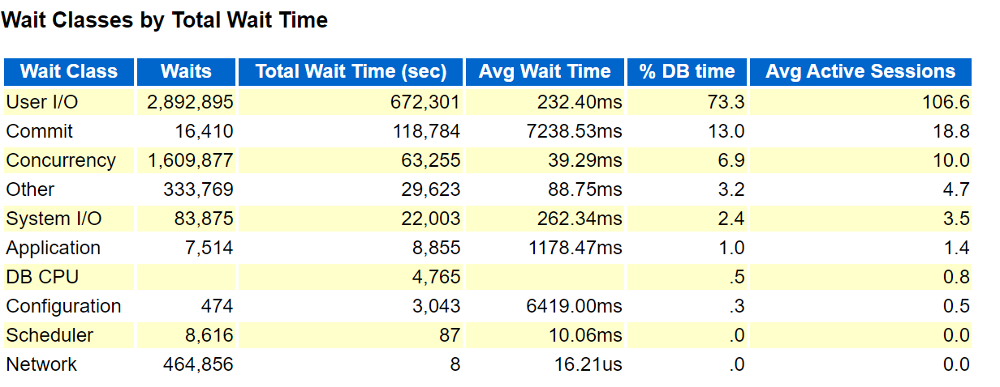 Wait Classes by Total Wait Time
Wait Class Waits Total Wait Time (sec) Avg Wait Time % DB time Avg Active Sessions
User I/O 2,892,895 672,301 232.40ms 73.3 106.6
Commit 16,410 118,784 7238.53ms 13.0 18.8
Concurrency 1,609,877 63,255 39.29ms 6.9 10.0
Other 333,769 29,623 88.75ms 3.2 4.7
System I/O 83,875 22,003 262.34ms 2.4 3.5
Application 7,514 8,855 1178.47ms 1.0 1.4
DB CPU 4,765 .5 0.8
Configuration 474 3,043 6419.00ms .3 0.5
Scheduler 8,616 87 10.06ms .0 0.0
Network 464,856 8 16.21us .0 0.0